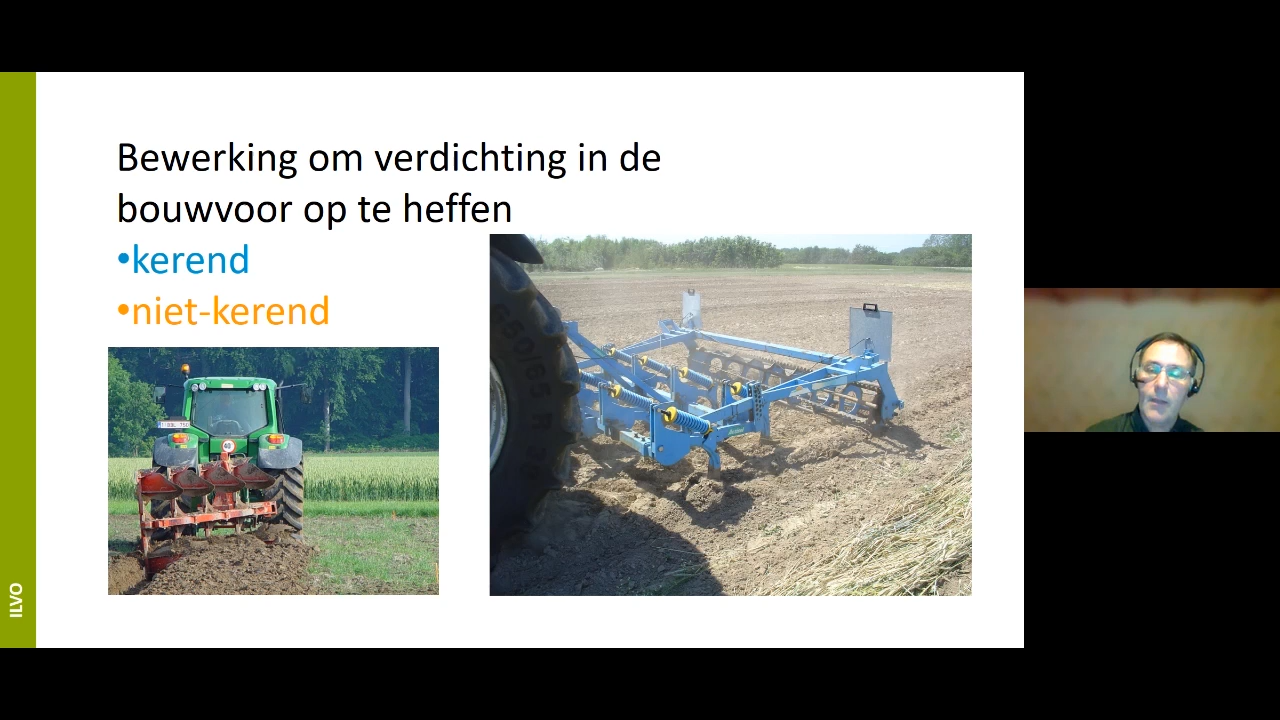 Bewerking om verdichting in de
bouwvoor op te heffen
•kerend
•niet-kerend
ILVO